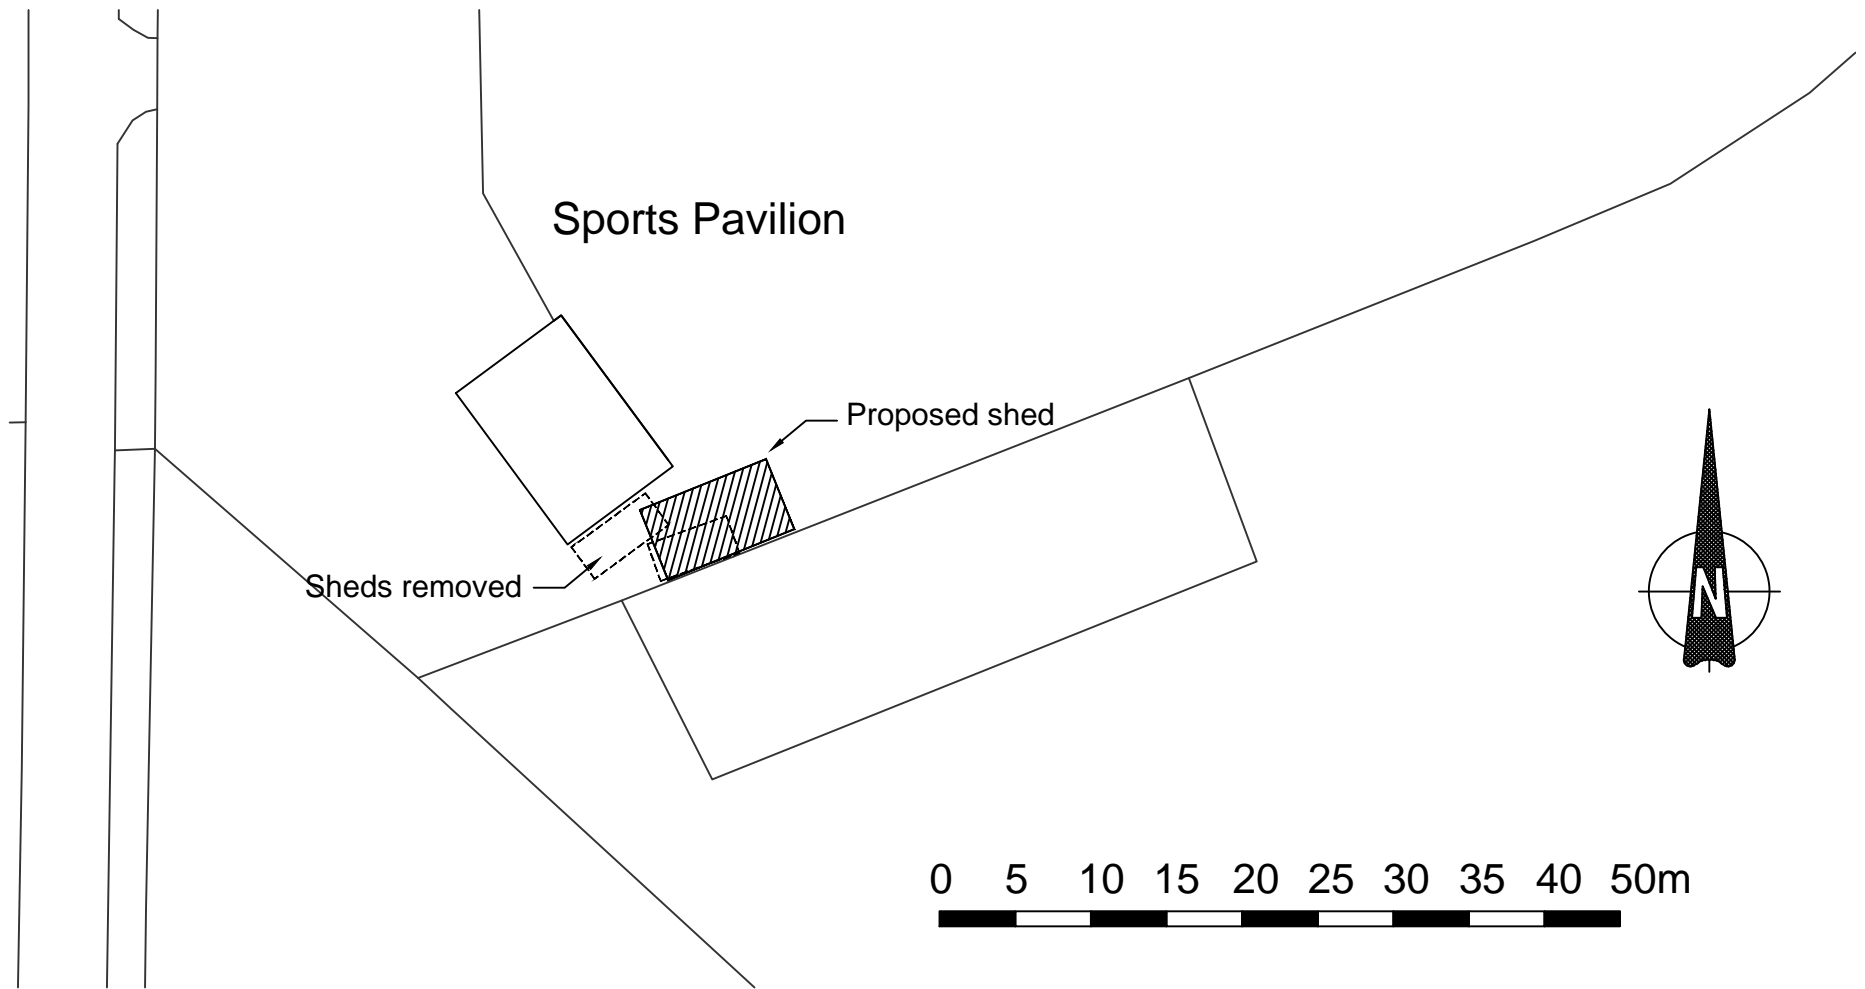 Sports Pavilion
Proposed shed
Sheds removed
N
0 5 10 15 20 25 30 35 40 50m